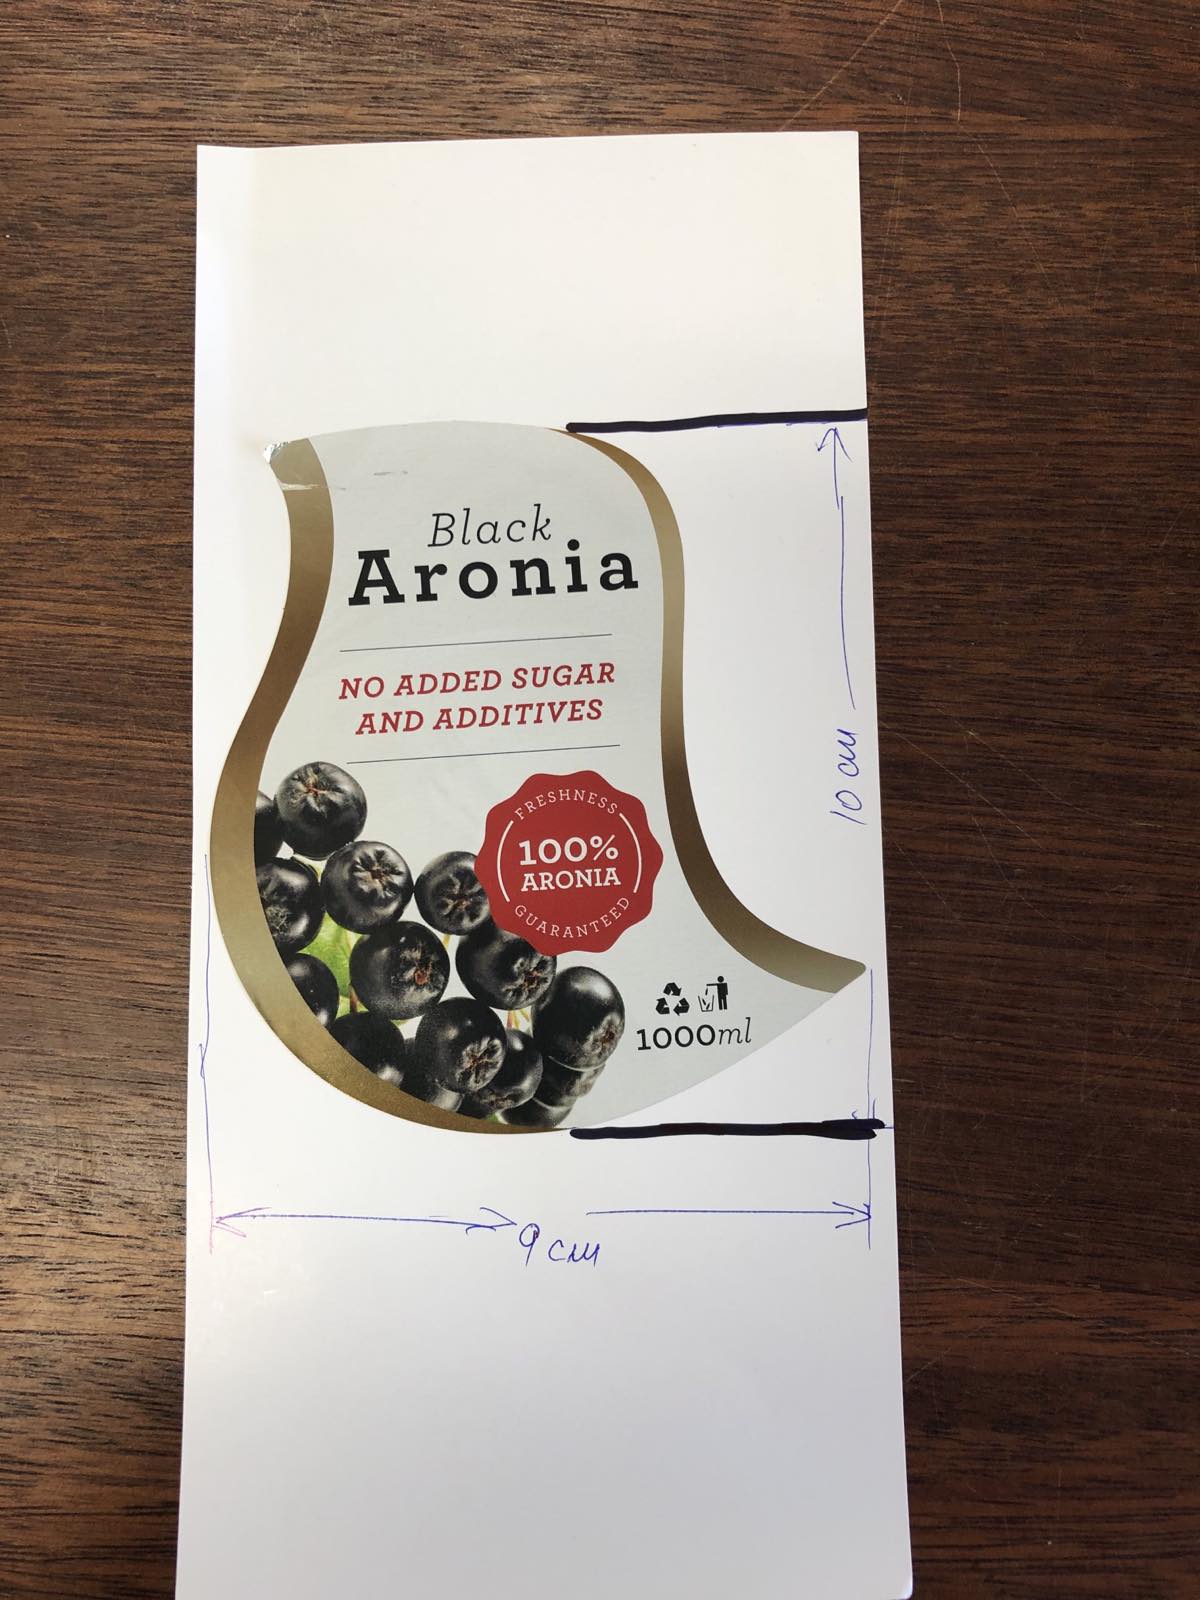 Black
Aronia
NO ADDED SUGAR
AND ADDITIVES
FRESHNESS
100%
ARONIA
GUARANTEED
1000ml
10 см
9 см